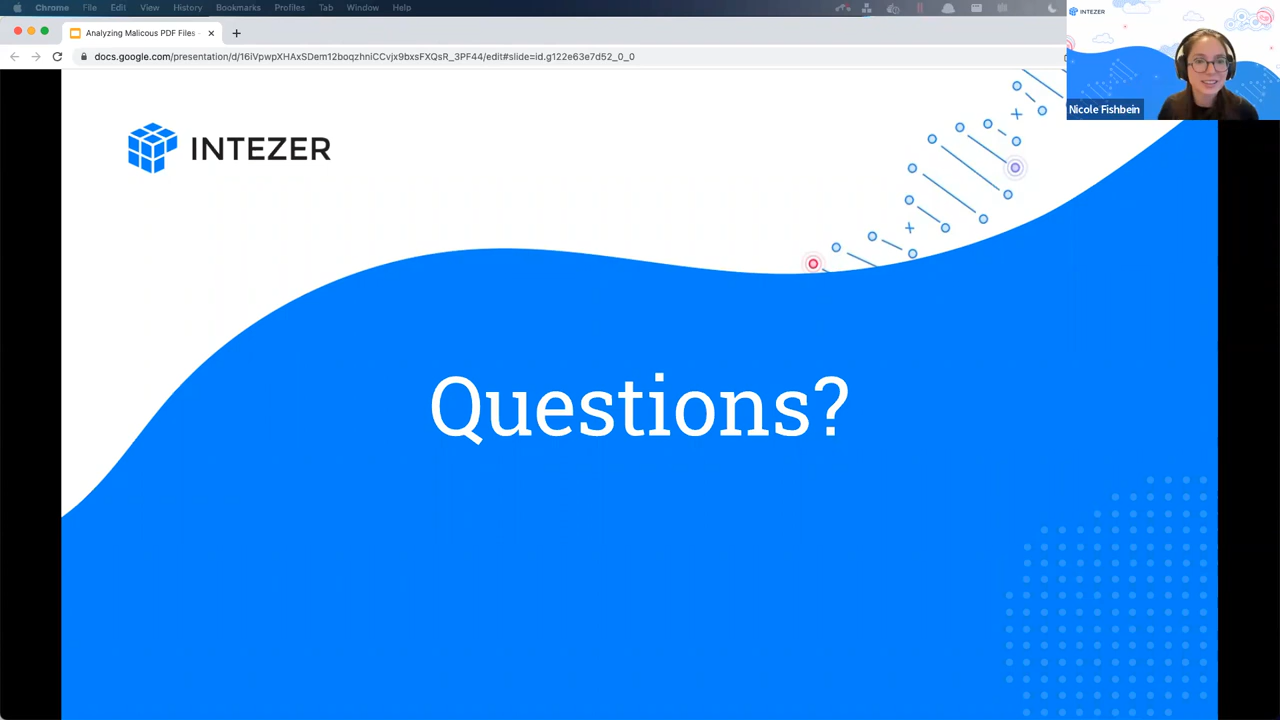 Chrome File Edit View History Bookmarks Profiles Tab Window Help
Analyzing Malicous PDF Files -
docs.google.com/presentation/d/16iVpwpXHAxSDem12boqzhniCCvjx9bxsFXQsR_3PF44/edit#slide=id.g122e63e7d52_0_0
INTEZER
Nicole Fishbein
INTEZER
Questions?